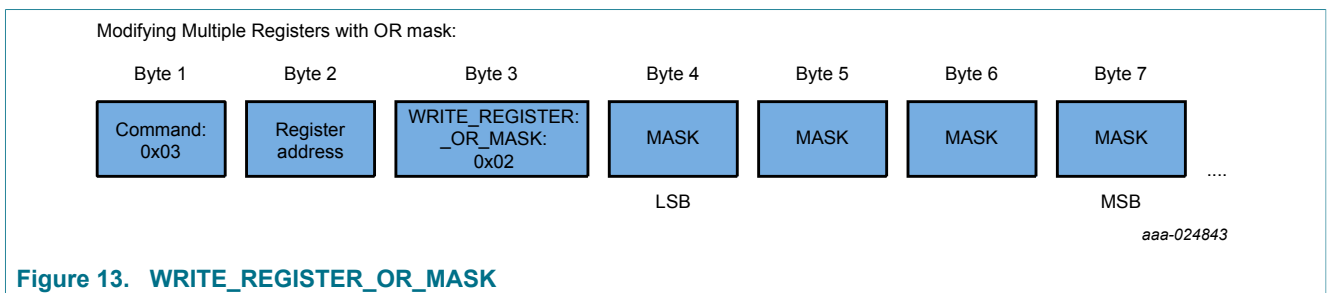 Modifying Multiple Registers with OR mask:
Byte 1 Byte 2 Byte 3 Byte 4 Byte 5 Byte 6 Byte 7
Command:
0x03
Register
address
WRITE_REGISTER:
_OR_MASK:
0x02
MASK
MASK
MASK
MASK
....
LSB MSB
aaa-024843
Figure 13. WRITE_REGISTER_OR_MASK